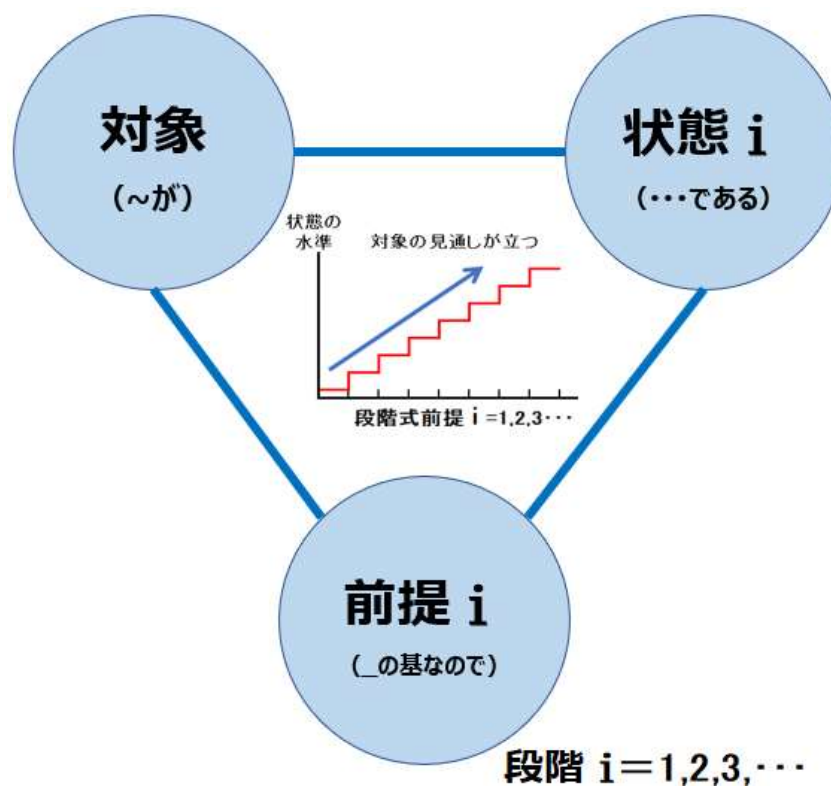 対象
(~が)
状態 i
(・・・である)
状態の
水準
対象の見通しが立つ
段階式前提 i =1,2,3・・・
前提 i
(_の基なので)
段階 i=1,2,3,・・・